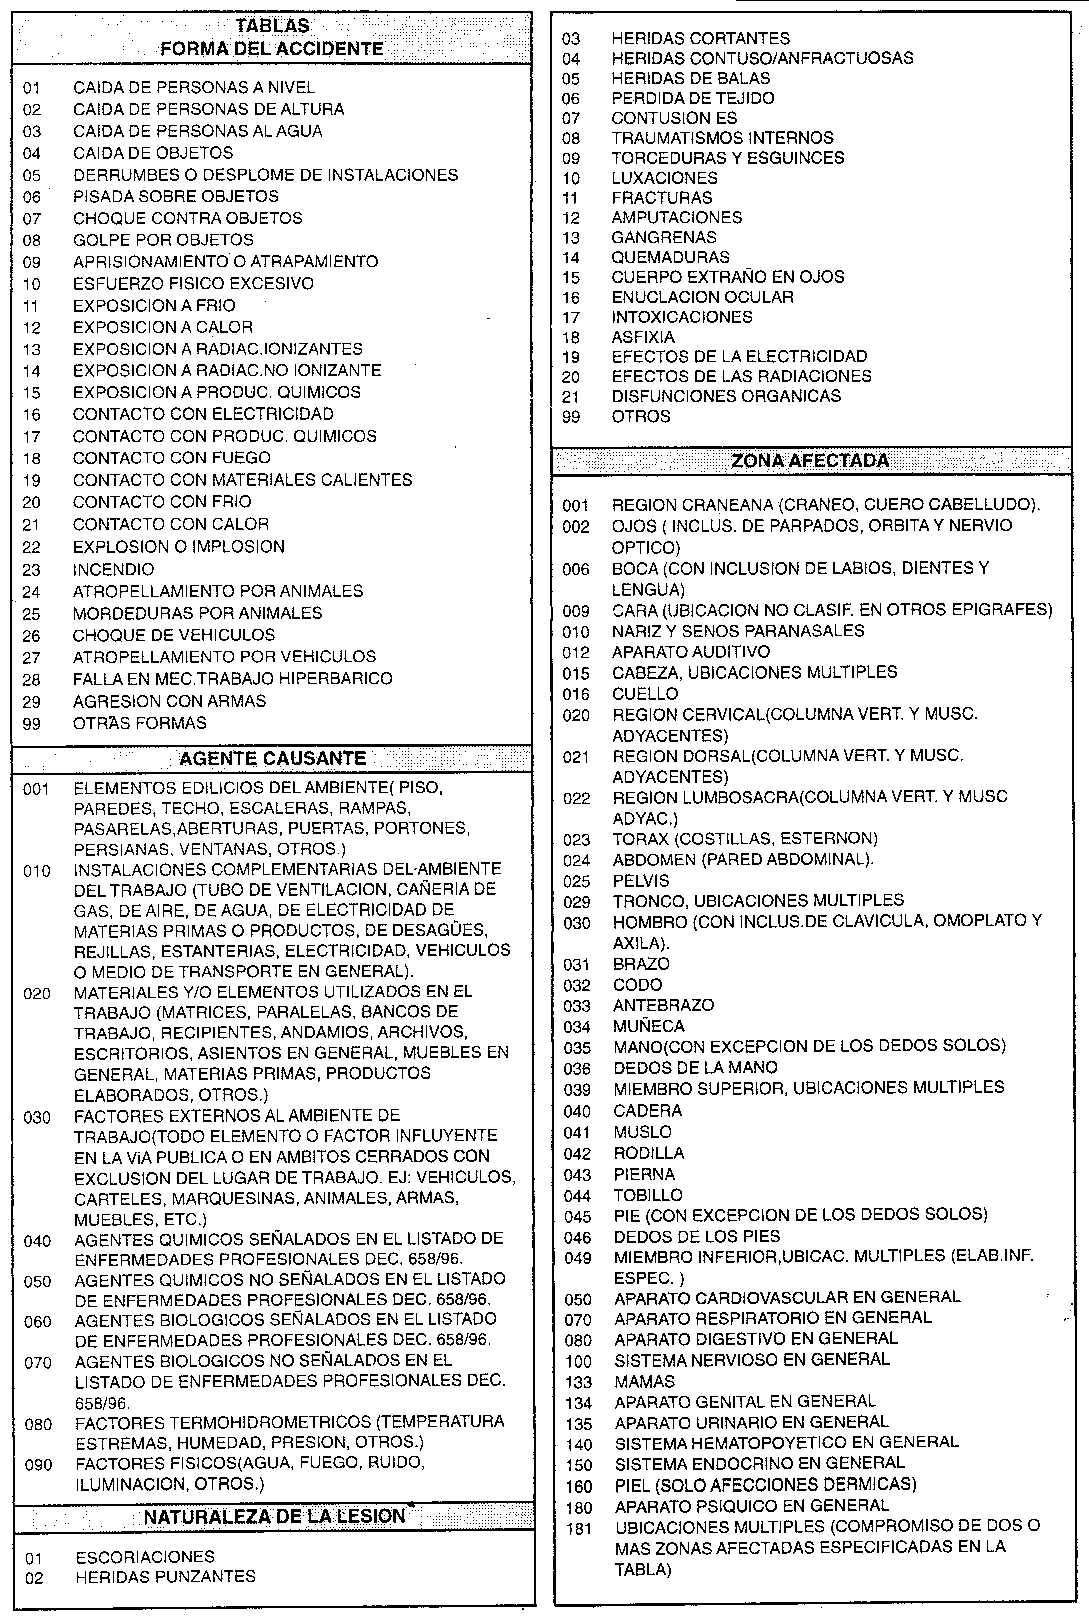 TABLAS
FORMA DEL ACCIDENTE
01 CAIDA DE PERSONAS A NIVEL
02 CAIDA DE PERSONAS DE ALTURA
03 CAIDA DE PERSONAS AL AGUA
04 CAIDA DE OBJETOS
05 DERRUMBES O DESPLOME DE INSTALACIONES
06 PISADA SOBRE OBJETOS
07 CHOQUE CONTRA OBJETOS
08 GOLPE POR OBJETOS
09 APRISIONAMIENTO O ATRAPAMIENTO
10 ESFUERZO FISICO EXCESIVO
11 EXPOSICION A FRIO
12 EXPOSICION A CALOR
13 EXPOSICION A RADIAC.IONIZANTES
14 EXPOSICION A RADIAC.NO IONIZANTE
15 EXPOSICION A PRODUC. QUIMICOS
16 CONTACTO CON ELECTRICIDAD
17 CONTACTO CON PRODUC. QUIMICOS
18 CONTACTO CON FUEGO
19 CONTACTO CON MATERIALES CALIENTES
20 CONTACTO CON FRIO
21 CONTACTO CON CALOR
22 EXPLOSION O IMPLOSION
23 INCENDIO
24 ATROPELLAMIENTO POR ANIMALES
25 MORDEDURAS POR ANIMALES
26 CHOQUE DE VEHICULOS
27 ATROPELLAMIENTO POR VEHICULOS
28 FALLA EN MEC.TRABAJO HIPERBARICO
29 AGRESION CON ARMAS
99 OTRAS FORMAS
AGENTE CAUSANTE
001 ELEMENTOS EDILICIOS DEL AMBIENTE( PISO,
PAREDES, TECHO, ESCALERAS, RAMPAS,
PASARELAS,ABERTURAS, PUERTAS, PORTONES,
PERSIANAS, VENTANAS, OTROS.)
010 INSTALACIONES COMPLEMENTARIAS DEL AMBIENTE
DEL TRABAJO (TUBO DE VENTILACION, CAÑERIA DE
GAS, DE AIRE, DE AGUA, DE ELECTRICIDAD DE
MATERIAS PRIMAS O PRODUCTOS, DE DESAGÜES,
REJILLAS, ESTANTERIAS, ELECTRICIDAD, VEHICULOS
O MEDIO DE TRANSPORTE EN GENERAL).
020 MATERIALES Y/O ELEMENTOS UTILIZADOS EN EL
TRABAJO (MATRICES, PARALELAS, BANCOS DE
TRABAJO, RECIPIENTES, ANDAMIOS, ARCHIVOS,
ESCRITORIOS, ASIENTOS EN GENERAL, MUEBLES EN
GENERAL, MATERIAS PRIMAS, PRODUCTOS
ELABORADOS, OTROS.)
030 FACTORES EXTERNOS AL AMBIENTE DE
TRABAJO(TODO ELEMENTO O FACTOR INFLUYENTE
EN LA VIA PUBLICA O EN AMBITOS CERRADOS CON
EXCLUSION DEL LUGAR DE TRABAJO. EJ: VEHICULOS,
CARTELES, MARQUESINAS, ANIMALES, ARMAS,
MUEBLES, ETC.)
040 AGENTES QUIMICOS SEÑALADOS EN EL LISTADO DE
ENFERMEDADES PROFESIONALES DEC. 658/96.
050 AGENTES QUIMICOS NO SEÑALADOS EN EL LISTADO
DE ENFERMEDADES PROFESIONALES DEC. 658/96.
060 AGENTES BIOLOGICOS SEÑALADOS EN EL LISTADO
DE ENFERMEDADES PROFESIONALES DEC. 658/96.
070 AGENTES BIOLOGICOS NO SEÑALADOS EN EL
LISTADO DE ENFERMEDADES PROFESIONALES DEC.
658/96.
080 FACTORES TERMOHIDROMETRICOS (TEMPERATURA
ESTREMAS, HUMEDAD, PRESION, OTROS.)
090 FACTORES FISICOS(AGUA, FUEGO, RUIDO,
ILUMINACION, OTROS.)
NATURALEZA DE LA LESION
01 ESCORIACIONES
02 HERIDAS PUNZANTES
03 HERIDAS CORTANTES
04 HERIDAS CONTUSO/ANFRACTUOSAS
05 HERIDAS DE BALAS
06 PERDIDA DE TEJIDO
07 CONTUSION ES
08 TRAUMATISMOS INTERNOS
09 TORCEDURAS Y ESGUINCES
10 LUXACIONES
11 FRACTURAS
12 AMPUTACIONES
13 GANGRENAS
14 QUEMADURAS
15 CUERPO EXTRAÑO EN OJOS
16 ENUCLACION OCULAR
17 INTOXICACIONES
18 ASFIXIA
19 EFECTOS DE LA ELECTRICIDAD
20 EFECTOS DE LAS RADIACIONES
21 DISFUNCIONES ORGANICAS
99 OTROS
ZONA AFECTADA
001 REGION CRANEANA (CRANEO, CUERO CABELLUDO).
002 OJOS ( INCLUS. DE PARPADOS, ORBITA Y NERVIO
OPTICO)
006 BOCA (CON INCLUSION DE LABIOS, DIENTES Y
LENGUA)
009 CARA (UBICACION NO CLASIF. EN OTROS EPIGRAFES)
010 NARIZ Y SENOS PARANASALES
012 APARATO AUDITIVO
015 CABEZA, UBICACIONES MULTIPLES
016 CUELLO
020 REGION CERVICAL(COLUMNA VERT. Y MUSC.
ADYACENTES)
021 REGION DORSAL(COLUMNA VERT. Y MUSC.
ADYACENTES)
022 REGION LUMBOSACRA(COLUMNA VERT. Y MUSC
ADYAC.)
023 TORAX (COSTILLAS, ESTERNON)
024 ABDOMEN (PARED ABDOMINAL).
025 PELVIS
029 TRONCO, UBICACIONES MULTIPLES
030 HOMBRO (CON INCLUS.DE CLAVICULA, OMOPLATO Y
AXILA).
031 BRAZO
032 CODO
033 ANTEBRAZO
034 MUÑECA
035 MANO(CON EXCEPCION DE LOS DEDOS SOLOS)
036 DEDOS DE LA MANO
039 MIEMBRO SUPERIOR, UBICACIONES MULTIPLES
040 CADERA
041 MUSLO
042 RODILLA
043 PIERNA
044 TOBILLO
045 PIE (CON EXCEPCION DE LOS DEDOS SOLOS)
046 DEDOS DE LOS PIES
049 MIEMBRO INFERIOR,UBICAC. MULTIPLES (ELAB.INF.
ESPEC. )
050 APARATO CARDIOVASCULAR EN GENERAL
070 APARATO RESPIRATORIO EN GENERAL
080 APARATO DIGESTIVO EN GENERAL
100 SISTEMA NERVIOSO EN GENERAL
133 MAMAS
134 APARATO GENITAL EN GENERAL
135 APARATO URINARIO EN GENERAL
140 SISTEMA HEMATOPOYETICO EN GENERAL
150 SISTEMA ENDOCRINO EN GENERAL
160 PIEL (SOLO AFECCIONES DERMICAS)
180 APARATO PSIQUICO EN GENERAL
181 UBICACIONES MULTIPLES (COMPROMISO DE DOS O
MAS ZONAS AFECTADAS ESPECIFICADAS EN LA
TABLA)